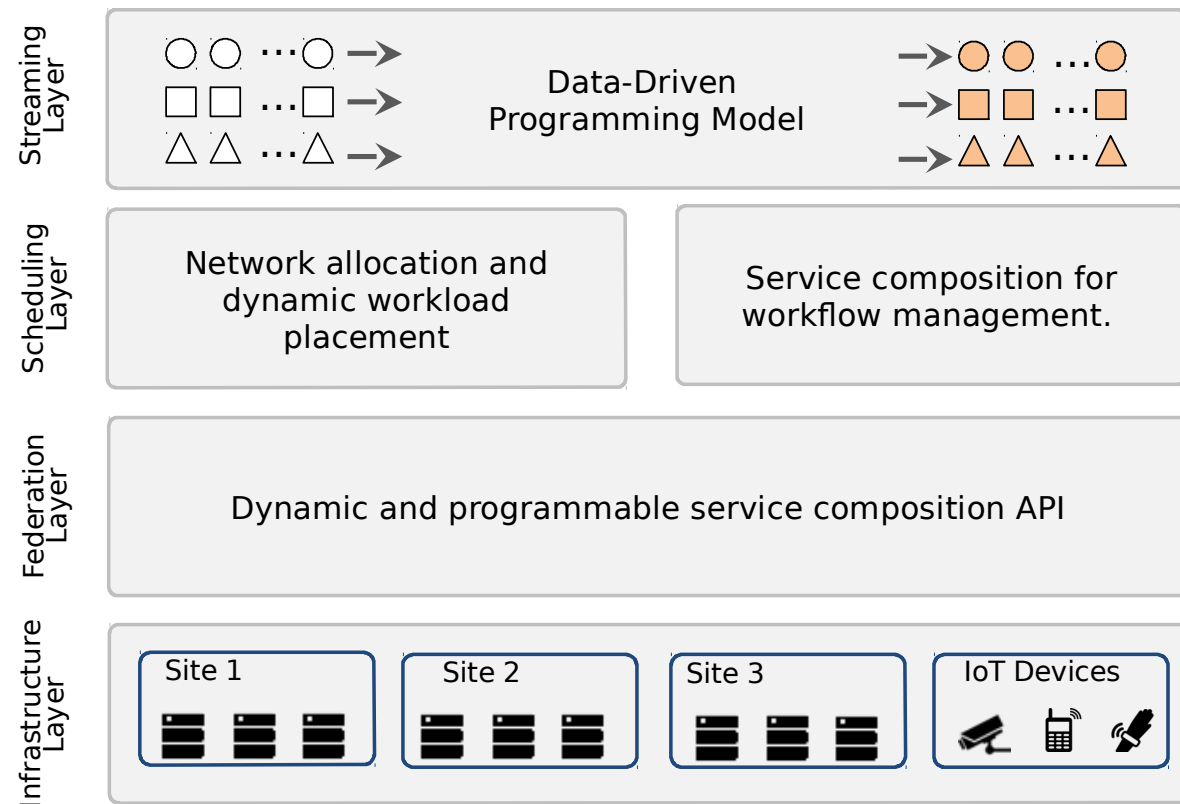 Streaming
Layer
Data-Driven
Programming Model
Scheduling
Layer
Network allocation and
dynamic workload
placement
Service composition for
workflow management.
Federation
Layer
Dynamic and programmable service composition API
Infrastructure
Layer
Site 1
Site 2
Site 3
IoT Devices